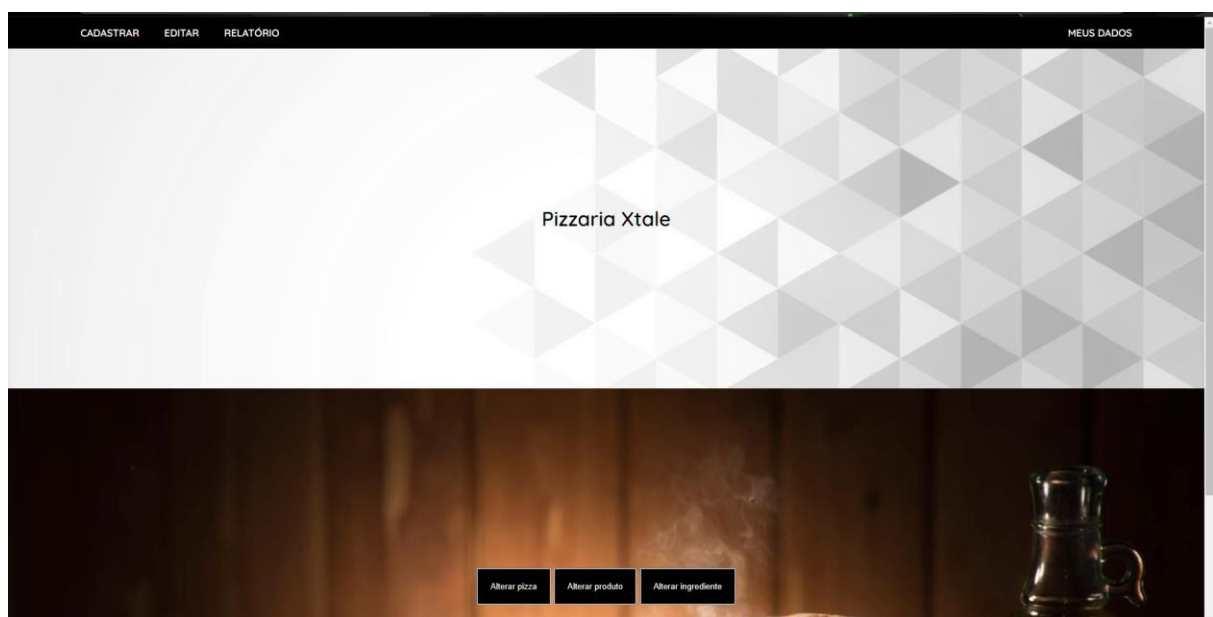 CADASTRAR EDITAR RELATÓRIO MEUS DADOS
Pizzaria Xtale
Alterar pizza Alterar produto Alterar ingrediente